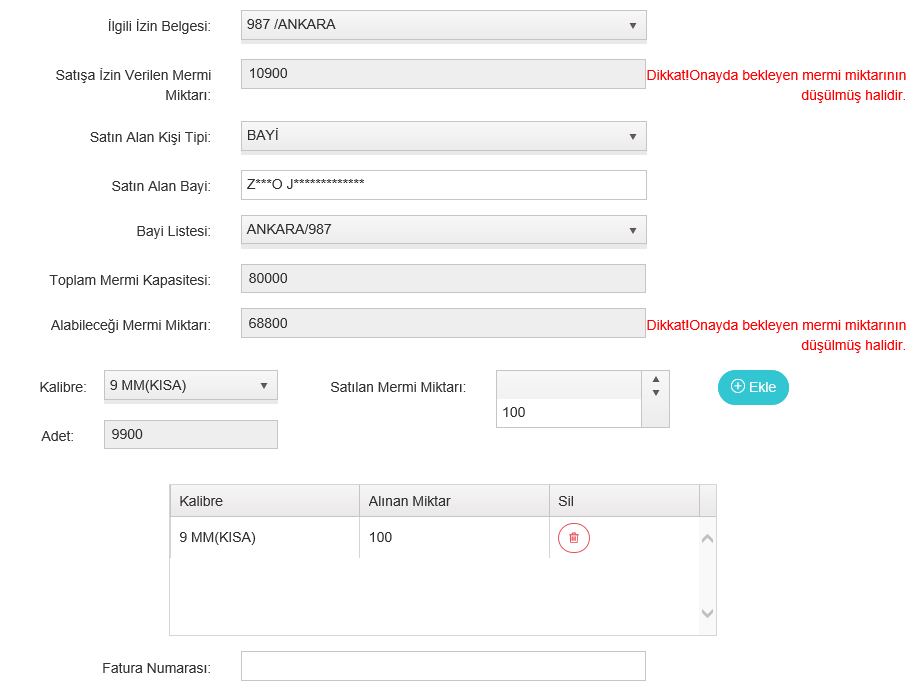 İlgili İzin Belgesi: 987 /ANKARA
Satışa İzin Verilen Mermi Miktarı: 10900 Dikkat!Onayda bekleyen mermi miktarının
düşülmüş halidir.
Satın Alan Kişi Tipi: BAYİ
Satın Alan Bayi: Z***O J*************
Bayi Listesi: ANKARA/987
Toplam Mermi Kapasitesi: 80000
Alabileceği Mermi Miktarı: 68800 Dikkat!Onayda bekleyen mermi miktarının
düşülmüş halidir.
Kalibre: 9 MM(KISA) Satılan Mermi Miktarı: 100 Ekle
Adet: 9900
Kalibre Alınan Miktar Sil
9 MM(KISA) 100
Fatura Numarası: